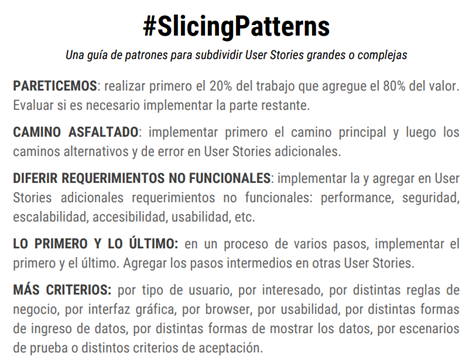 #SlicingPatterns
Una guía de patrones para subdividir User Stories grandes o complejas
PARETICEMOS: realizar primero el 20% del trabajo que agregue el 80% del valor.
Evaluar si es necesario implementar la parte restante.
CAMINO ASFALTADO: implementar primero el camino principal y luego los
caminos alternativos y de error en User Stories adicionales.
DIFERIR REQUERIMIENTOS NO FUNCIONALES: implementar la y agregar en User
Stories adicionales requerimientos no funcionales: performance, seguridad,
escalabilidad, accesibilidad, usabilidad, etc.
LO PRIMERO Y LO ÚLTIMO: en un proceso de varios pasos, implementar el
primero y el último. Agregar los pasos intermedios en otras User Stories.
MÁS CRITERIOS: por tipo de usuario, por interesado, por distintas reglas de
negocio, por interfaz gráfica, por browser, por usabilidad, por distintas formas
de ingreso de datos, por distintas formas de mostrar los datos, por escenarios
de prueba o distintos criterios de aceptación.